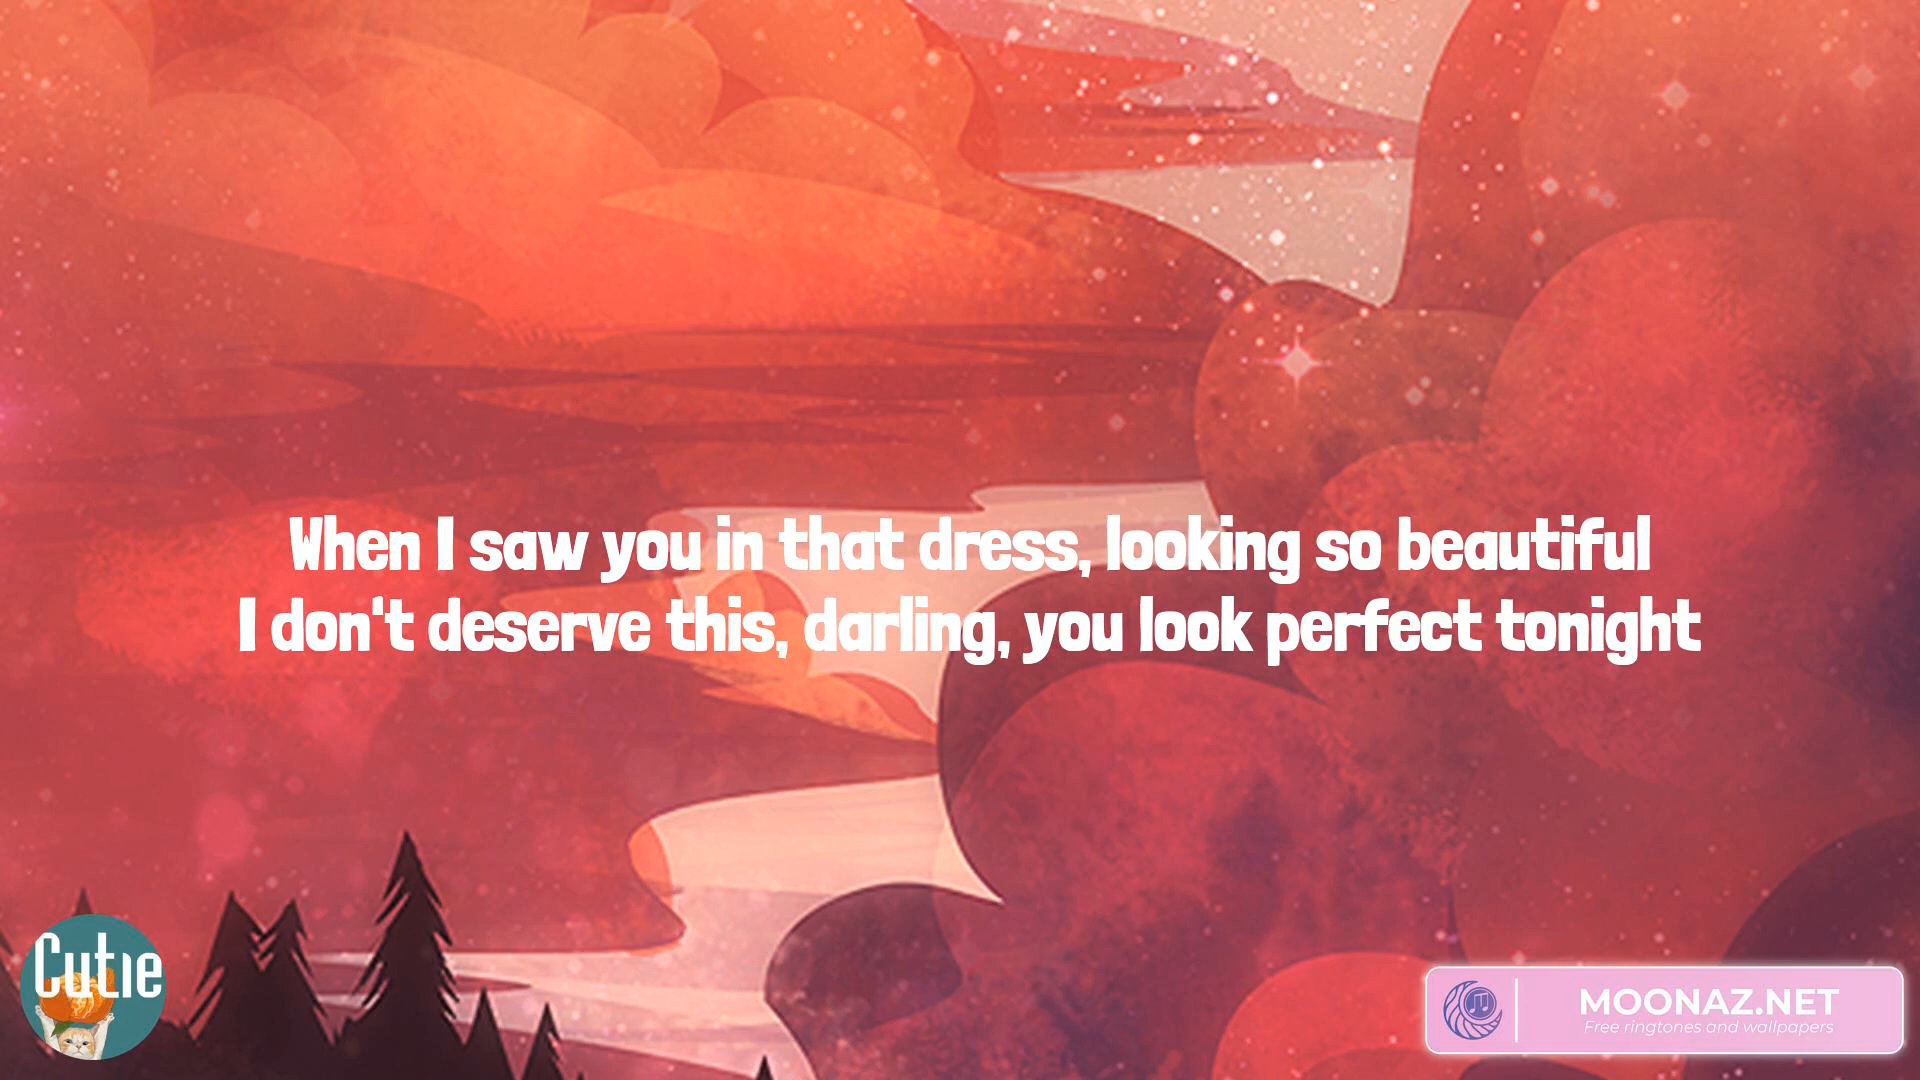 When I saw you in that dress, looking so beautiful
I don't deserve this, darling, you look perfect tonight
Cutie
MOONAZ.NET
Free ringtones and wallpapers